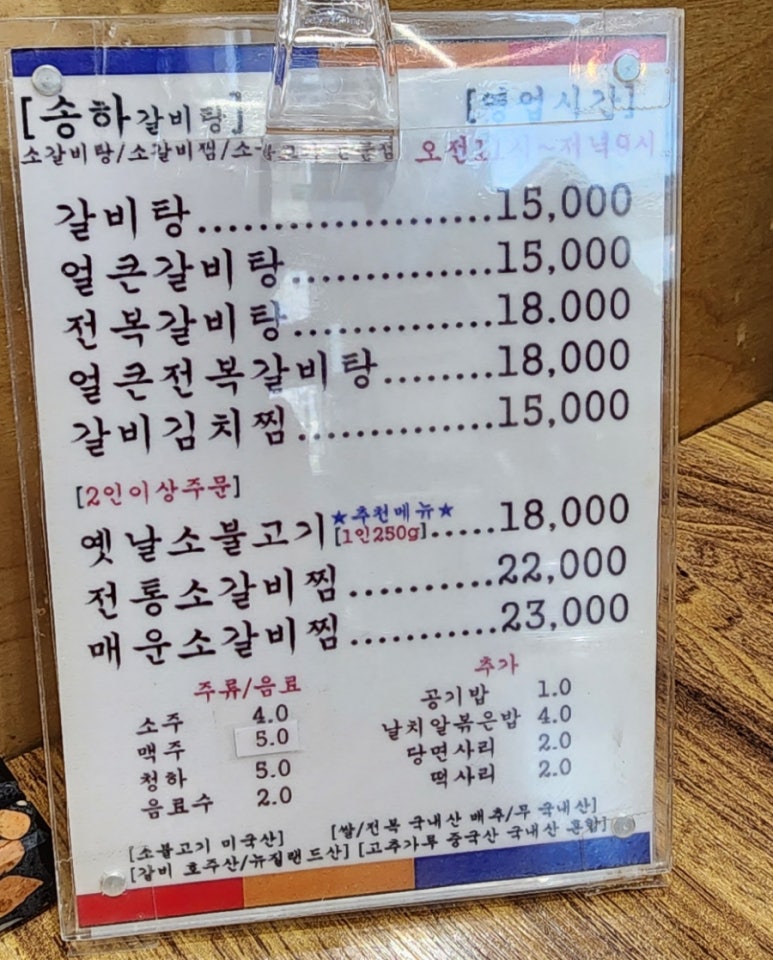 [송하갈비탕] [영업시간]
소갈비탕/소갈비찜/소 오전 ~저녁9시
갈비탕....................15,000
얼큰갈비탕..............15,000
전복갈비탕..............18.000
얼큰전복갈비탕........18,000
갈비김치찜..............15,000
[2인이상주문]
★추천메뉴★
옛날소불고기[1인250g].....18,000
전통소갈비찜..........22,000
매운소갈비찜..........23,000
주류/음료
소주 4.0
맥주 5.0
청하 5.0
음료수 2.0
추가
공기밥 1.0
날치알볶은밥 4.0
당면사리 2.0
떡사리 2.0
[소불고기 미국산] [쌀/전복 국내산 배추/무 국내산]
[갈비 호주산/뉴질랜드산] [고추가루 중국산 국내산 혼합]